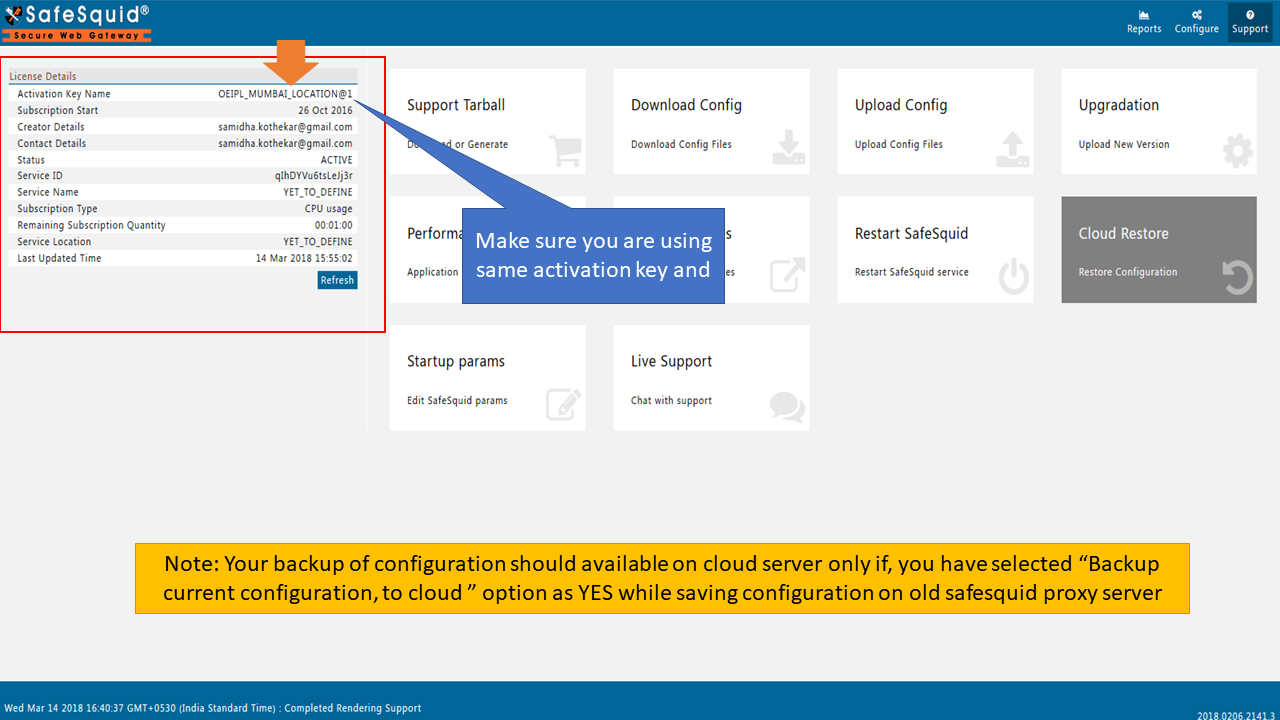 SafeSquid®
Secure Web Gateway
Reports
Configure
Support
License Details
Activation Key Name OEIPL_MUMBAI_LOCATION@1
Subscription Start 26 Oct 2016
Creator Details samidha.kothekar@gmail.com
Contact Details samidha.kothekar@gmail.com
Status ACTIVE
Service ID qIhDYVu6tsLeJj3r
Service Name YET_TO_DEFINE
Subscription Type CPU usage
Remaining Subscription Quantity 00:01:00
Service Location YET_TO_DEFINE
Last Updated Time 14 Mar 2018 15:55:02
Refresh
Support Tarball
or Generate
Download Config
Download Config Files
Upload Config
Upload Config Files
Upgradation
Upload New Version
Make sure you are using
same activation key and
Application
Restart SafeSquid
Restart SafeSquid service
Cloud Restore
Restore Configuration
Startup params
Edit SafeSquid params
Live Support
Chat with support
Note: Your backup of configuration should available on cloud server only if, you have selected “Backup
current configuration, to cloud ” option as YES while saving configuration on old safesquid proxy server
Wed Mar 14 2018 16:40:37 GMT+0530 (India Standard Time) : Completed Rendering Support
2018.0206.2141.3